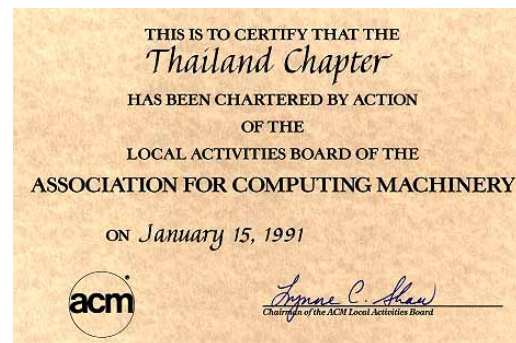 THIS IS TO CERTIFY THAT THE
Thailand Chapter
HAS BEEN CHARTERED BY ACTION
OF THE
LOCAL ACTIVITIES BOARD OF THE
ASSOCIATION FOR COMPUTING MACHINERY
ON January 15, 1991
acm
Lynne C. Shaw
Chairman of the ACM Local Activities Board